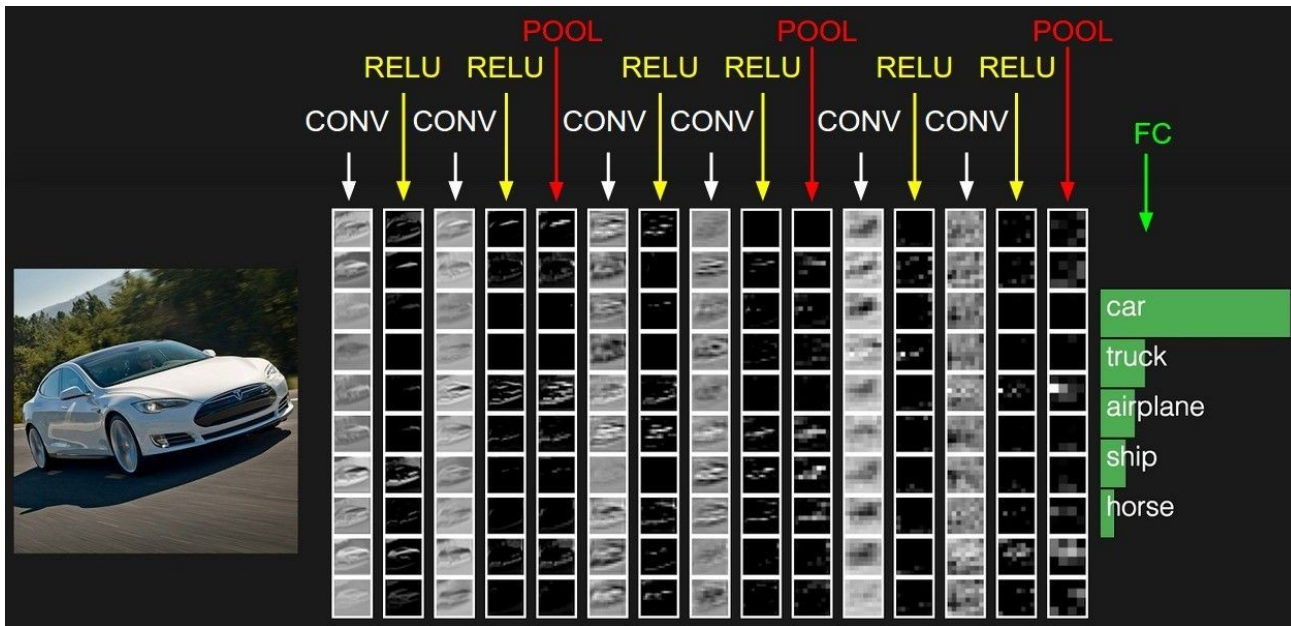 POOL POOL POOL
RELU RELU RELU RELU RELU RELU
CONV CONV CONV CONV CONV CONV
FC
car
truck
airplane
ship
horse